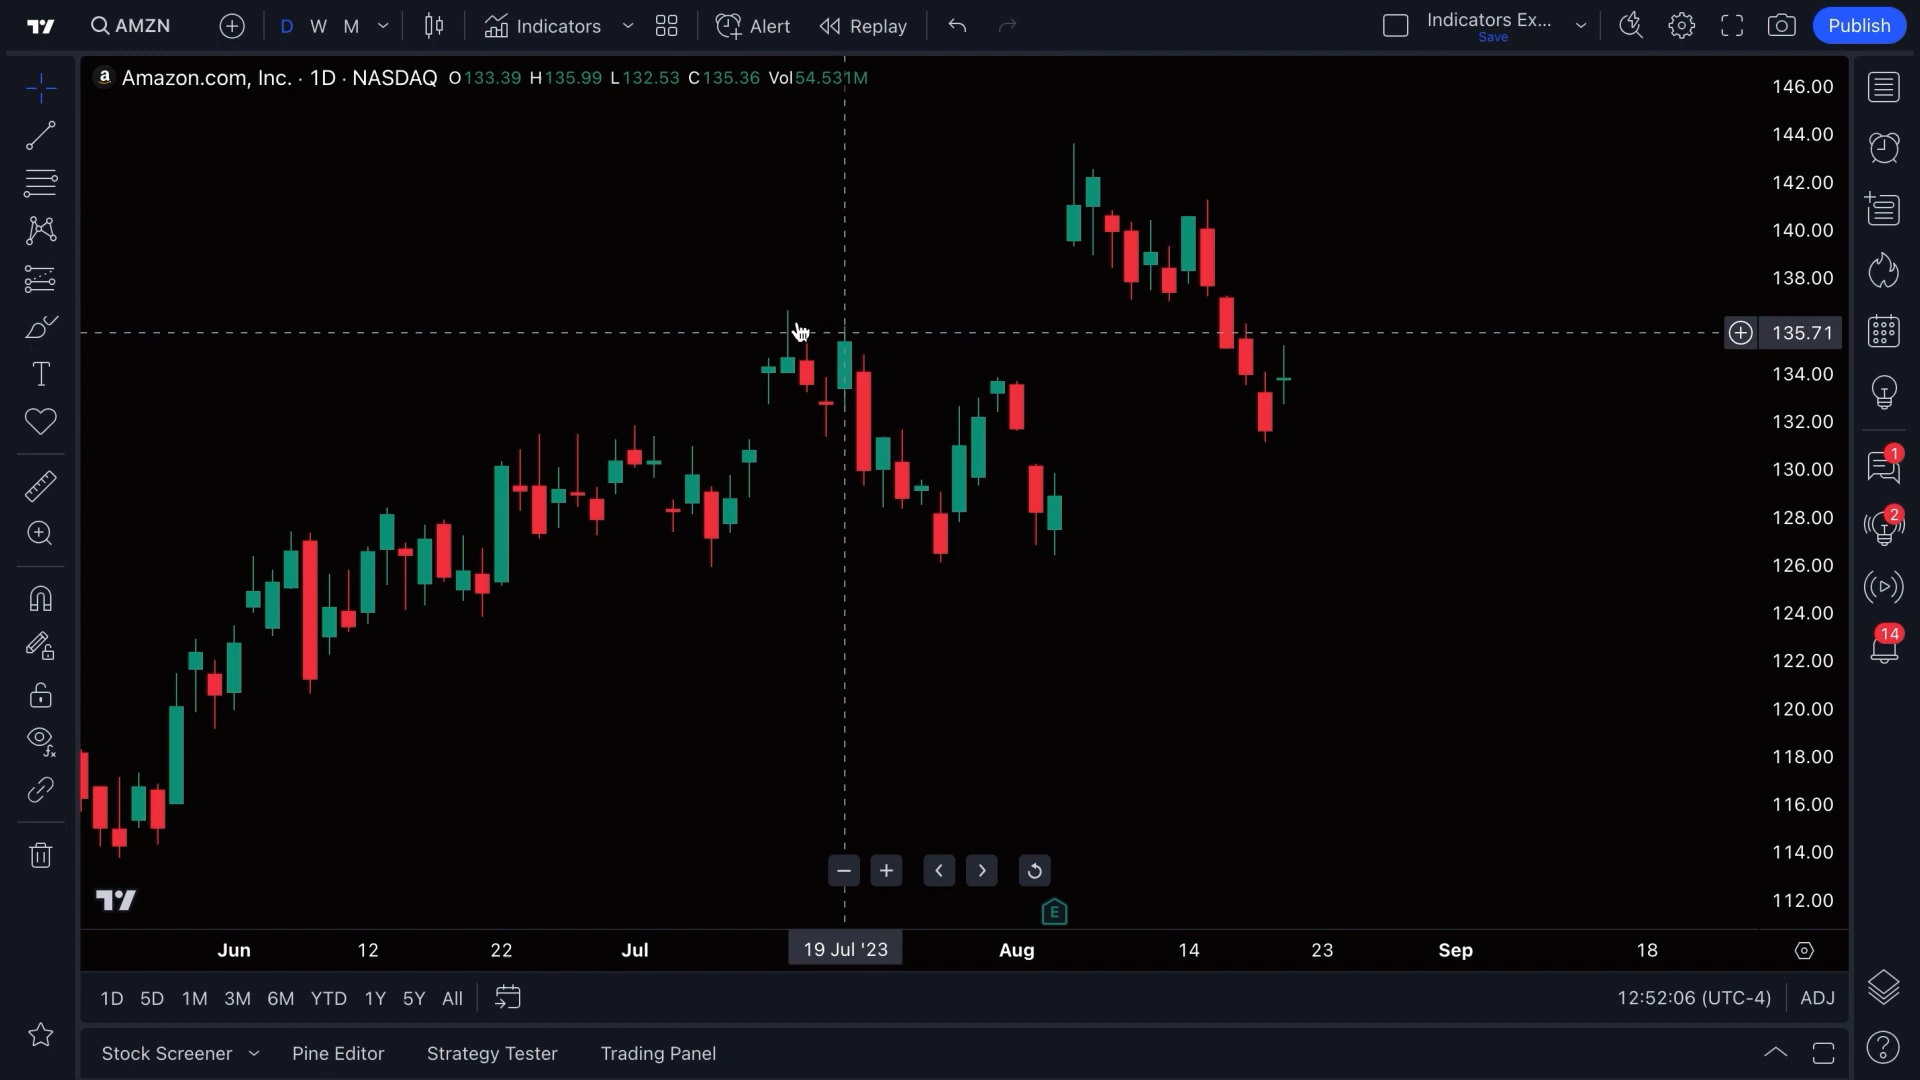 AMZN
D W M
Indicators
Alert
Replay
Indicators Ex...
Save
Publish
a Amazon.com, Inc. · 1D · NASDAQ O133.39 H135.99 L132.53 C135.36 Vol54.531M
146.00
144.00
142.00
140.00
138.00
135.71
134.00
132.00
130.00
128.00
126.00
124.00
122.00
120.00
118.00
116.00
114.00
112.00
T
1
2
14
E
Jun 12 22 Jul 19 Jul '23 Aug 14 23 Sep 18
1D 5D 1M 3M 6M YTD 1Y 5Y All
12:52:06 (UTC-4) ADJ
Stock Screener Pine Editor Strategy Tester Trading Panel